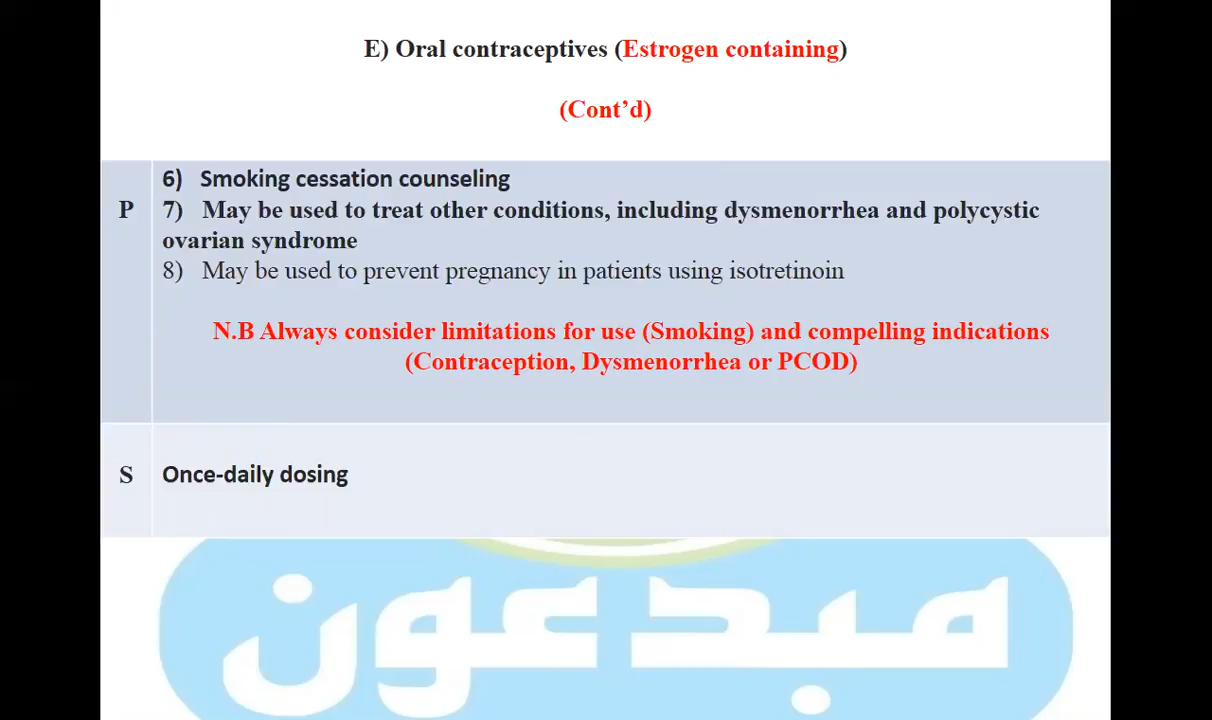 E) Oral contraceptives (Estrogen containing)
(Cont’d)
6) Smoking cessation counseling
P
7) May be used to treat other conditions, including dysmenorrhea and polycystic
ovarian syndrome
8) May be used to prevent pregnancy in patients using isotretinoin
N.B Always consider limitations for use (Smoking) and compelling indications
(Contraception, Dysmenorrhea or PCOD)
S
Once-daily dosing
مبدعون